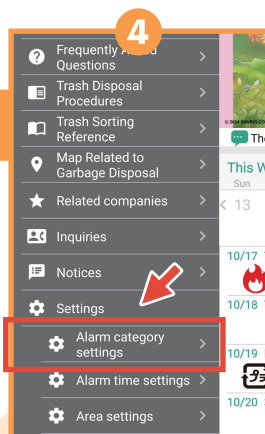 4
Frequently Asked
Questions
Trash Disposal
Procedures
Trash Sorting
Reference
Map Related to
Garbage Disposal
Related companies
Inquiries
Notices
Settings
Alarm category
settings
Alarm time settings
Area settings
This
Sun
13
10/17
10/18
10/19
10/20